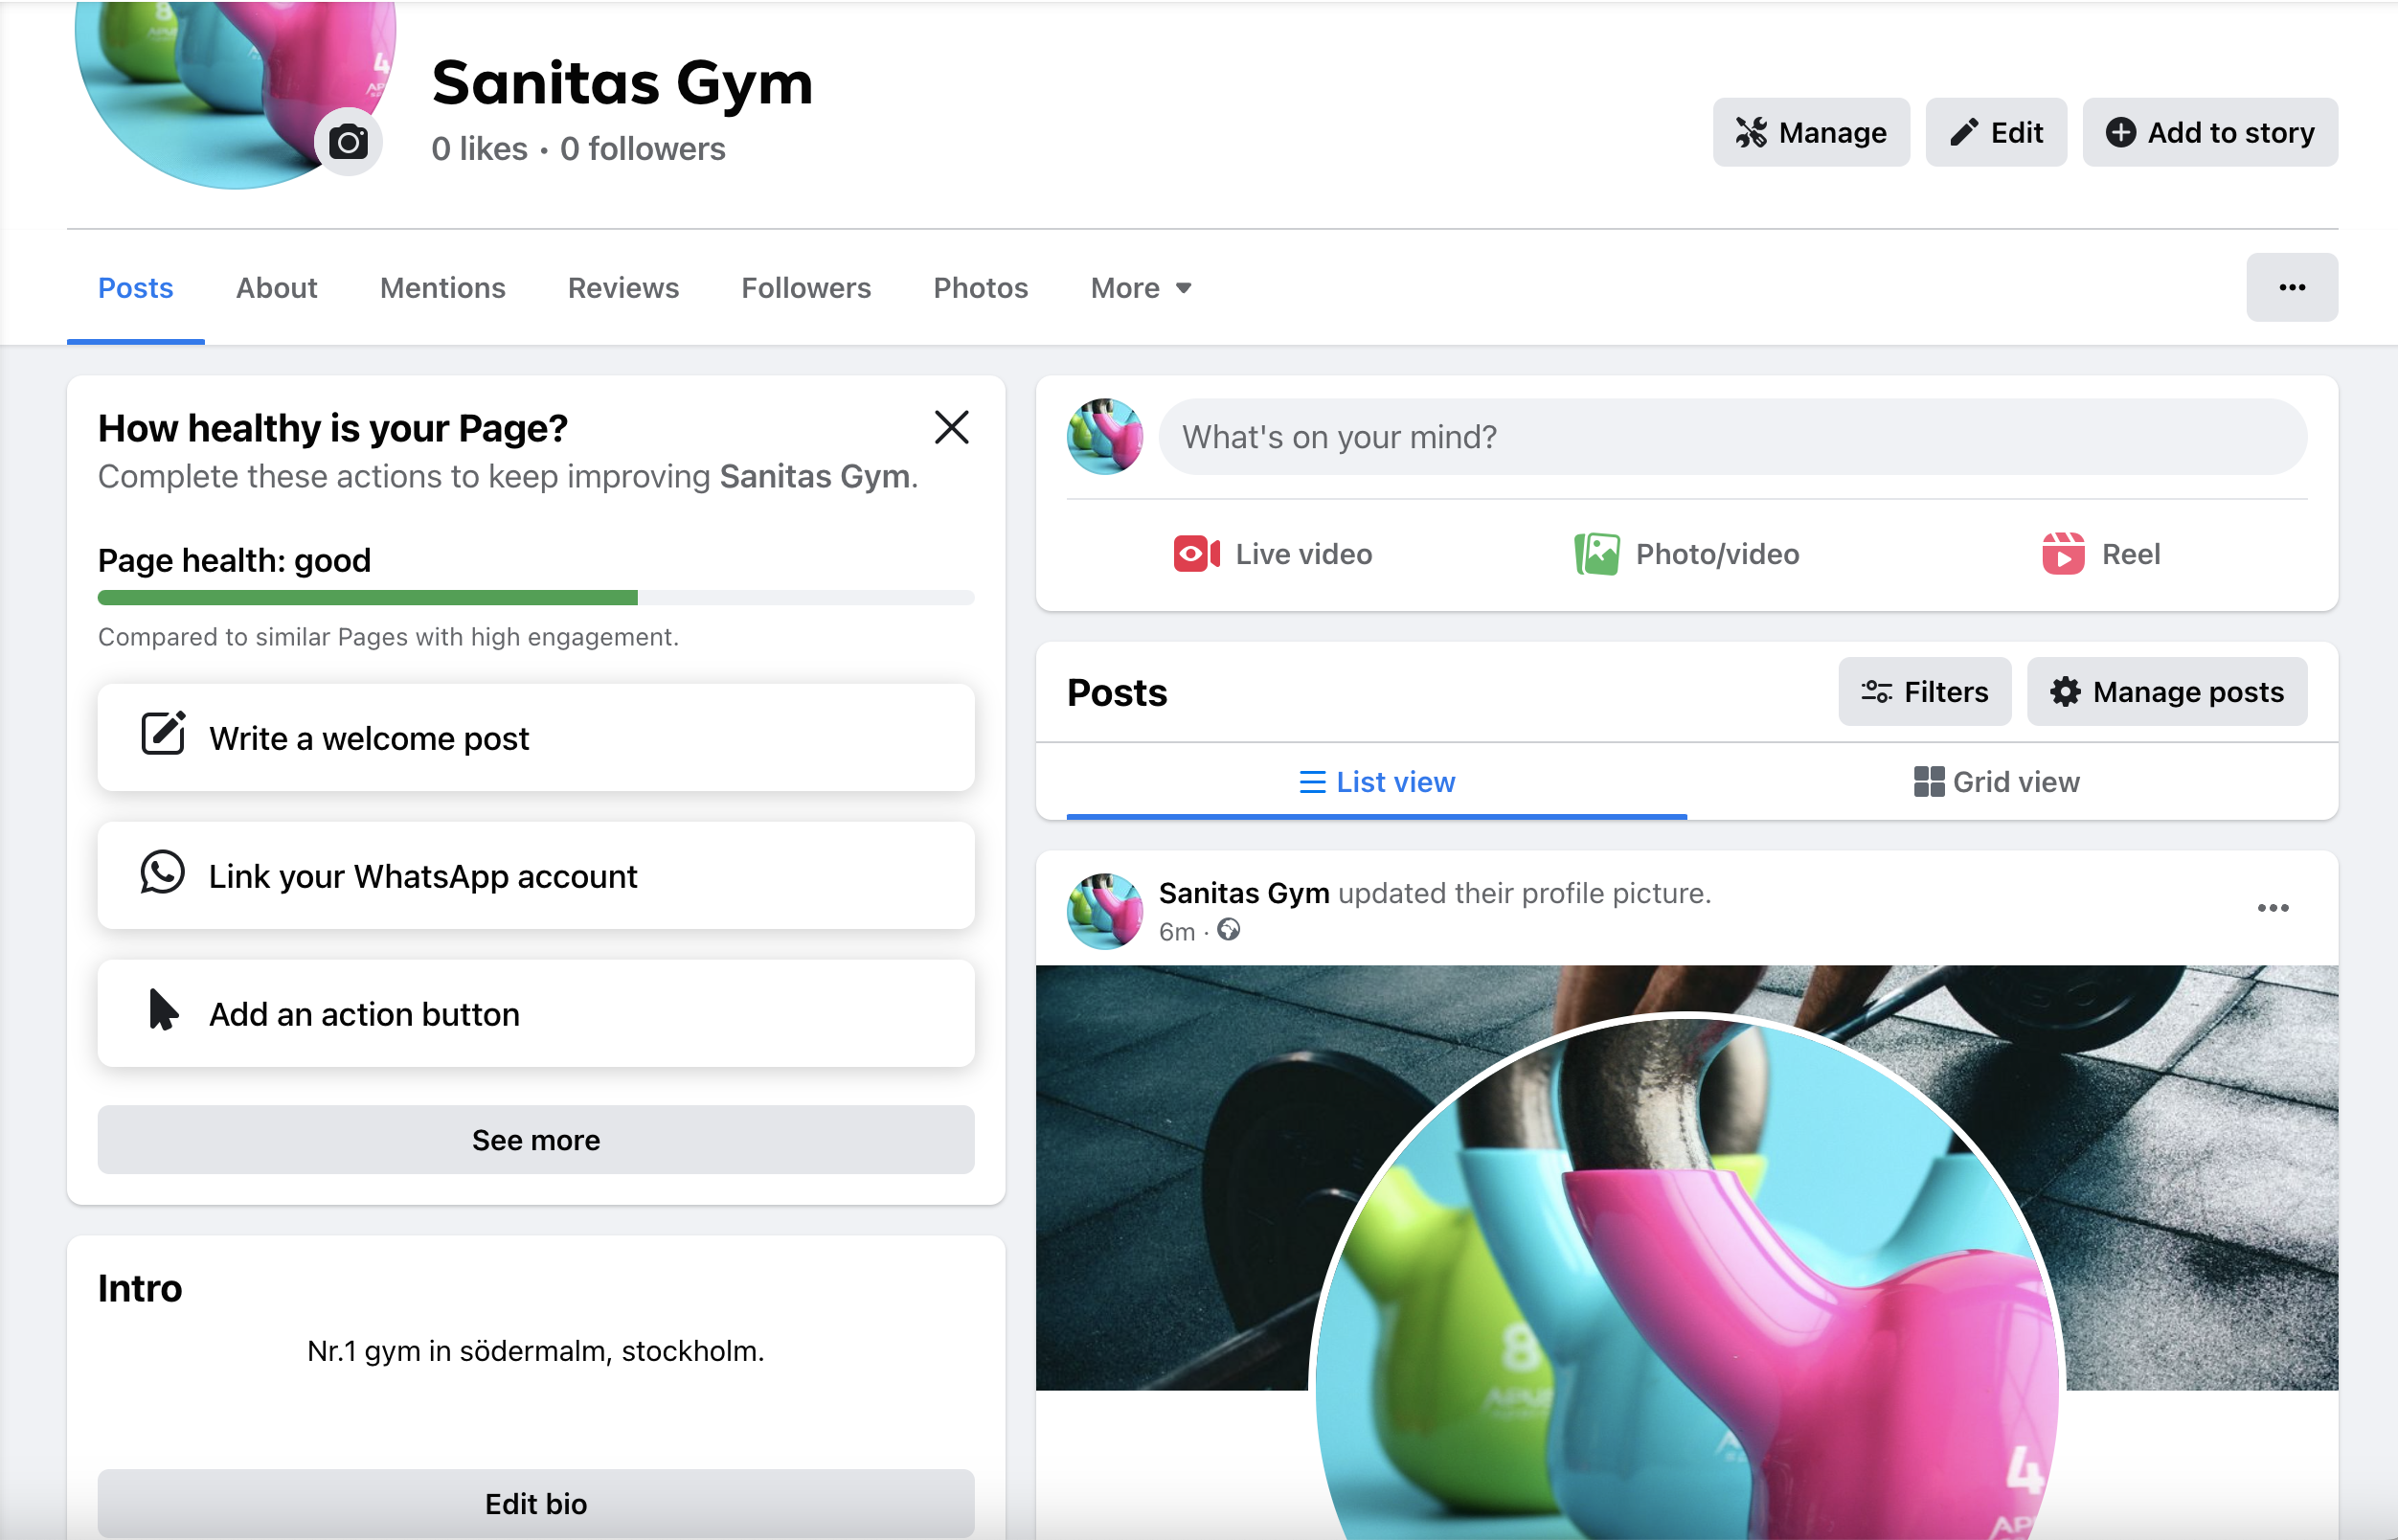 Sanitas Gym
0 likes · 0 followers
Manage
Edit
Add to story
Posts
About
Mentions
Reviews
Followers
Photos
More
How healthy is your Page?
Complete these actions to keep improving Sanitas Gym.
Page health: good
Compared to similar Pages with high engagement.
Write a welcome post
Link your WhatsApp account
Add an action button
See more
Intro
Nr.1 gym in södermalm, stockholm.
Edit bio
What's on your mind?
Live video
Photo/video
Reel
Posts
Filters
Manage posts
List view
Grid view
Sanitas Gym updated their profile picture.
6m ·
8
4